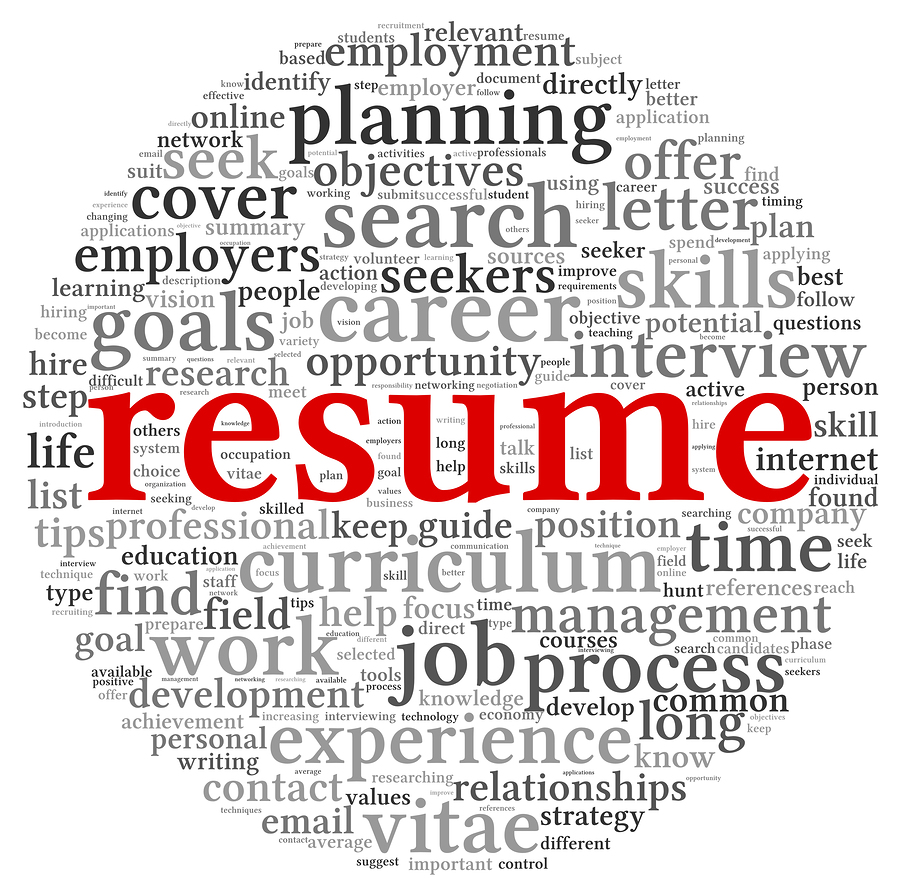 recruitment
students relevant resume
prepare
based employment subject
know identify step employer document follow directly letter
effective better
directly online planning application
network employment planning
email seek potential activities active professionals offer
suit goals objectives find
identify cover working submit successful student using career success
experience search hiring letter timing
changing others seeker plan
applications objective summary
occupation
employers strategy volunteer learning sources seeker spend development applying
personal
learning description people action developing seekers improve requirements skills best
hiring important vision career position follow
become goals job vision objective potential questions
variety teaching become
summary questions relevant selected
hire research opportunity people interview
step difficult person research meet responsibility networking negotiation guide cover active person
relationships
resume
introduction others knowledge action writing professional hire skill
life system occupation employers long talk list applying internet
choice vitae plan found goal help skills system individual
list organization values found
seeking business
internet develop skilled company searching company
tips professional keep guide position successful
achievement communication technique employer time seek
interview education curriculum field life
technique work application focus skill better online
type find staff network hunt references reach
recruiting prepare field tips help focus time type management
goal work education different direct job courses common phase
selected interviewing search candidates
available process curriculum
positive management networking researching available tools process seekers
offer development knowledge develop common
achievement increasing interviewing technology economy long objectives
personal experience keep
writing know
average researching applications opportunity
contact values improve relationships
techniques references
email vitae strategy
contact average different
suggest important control